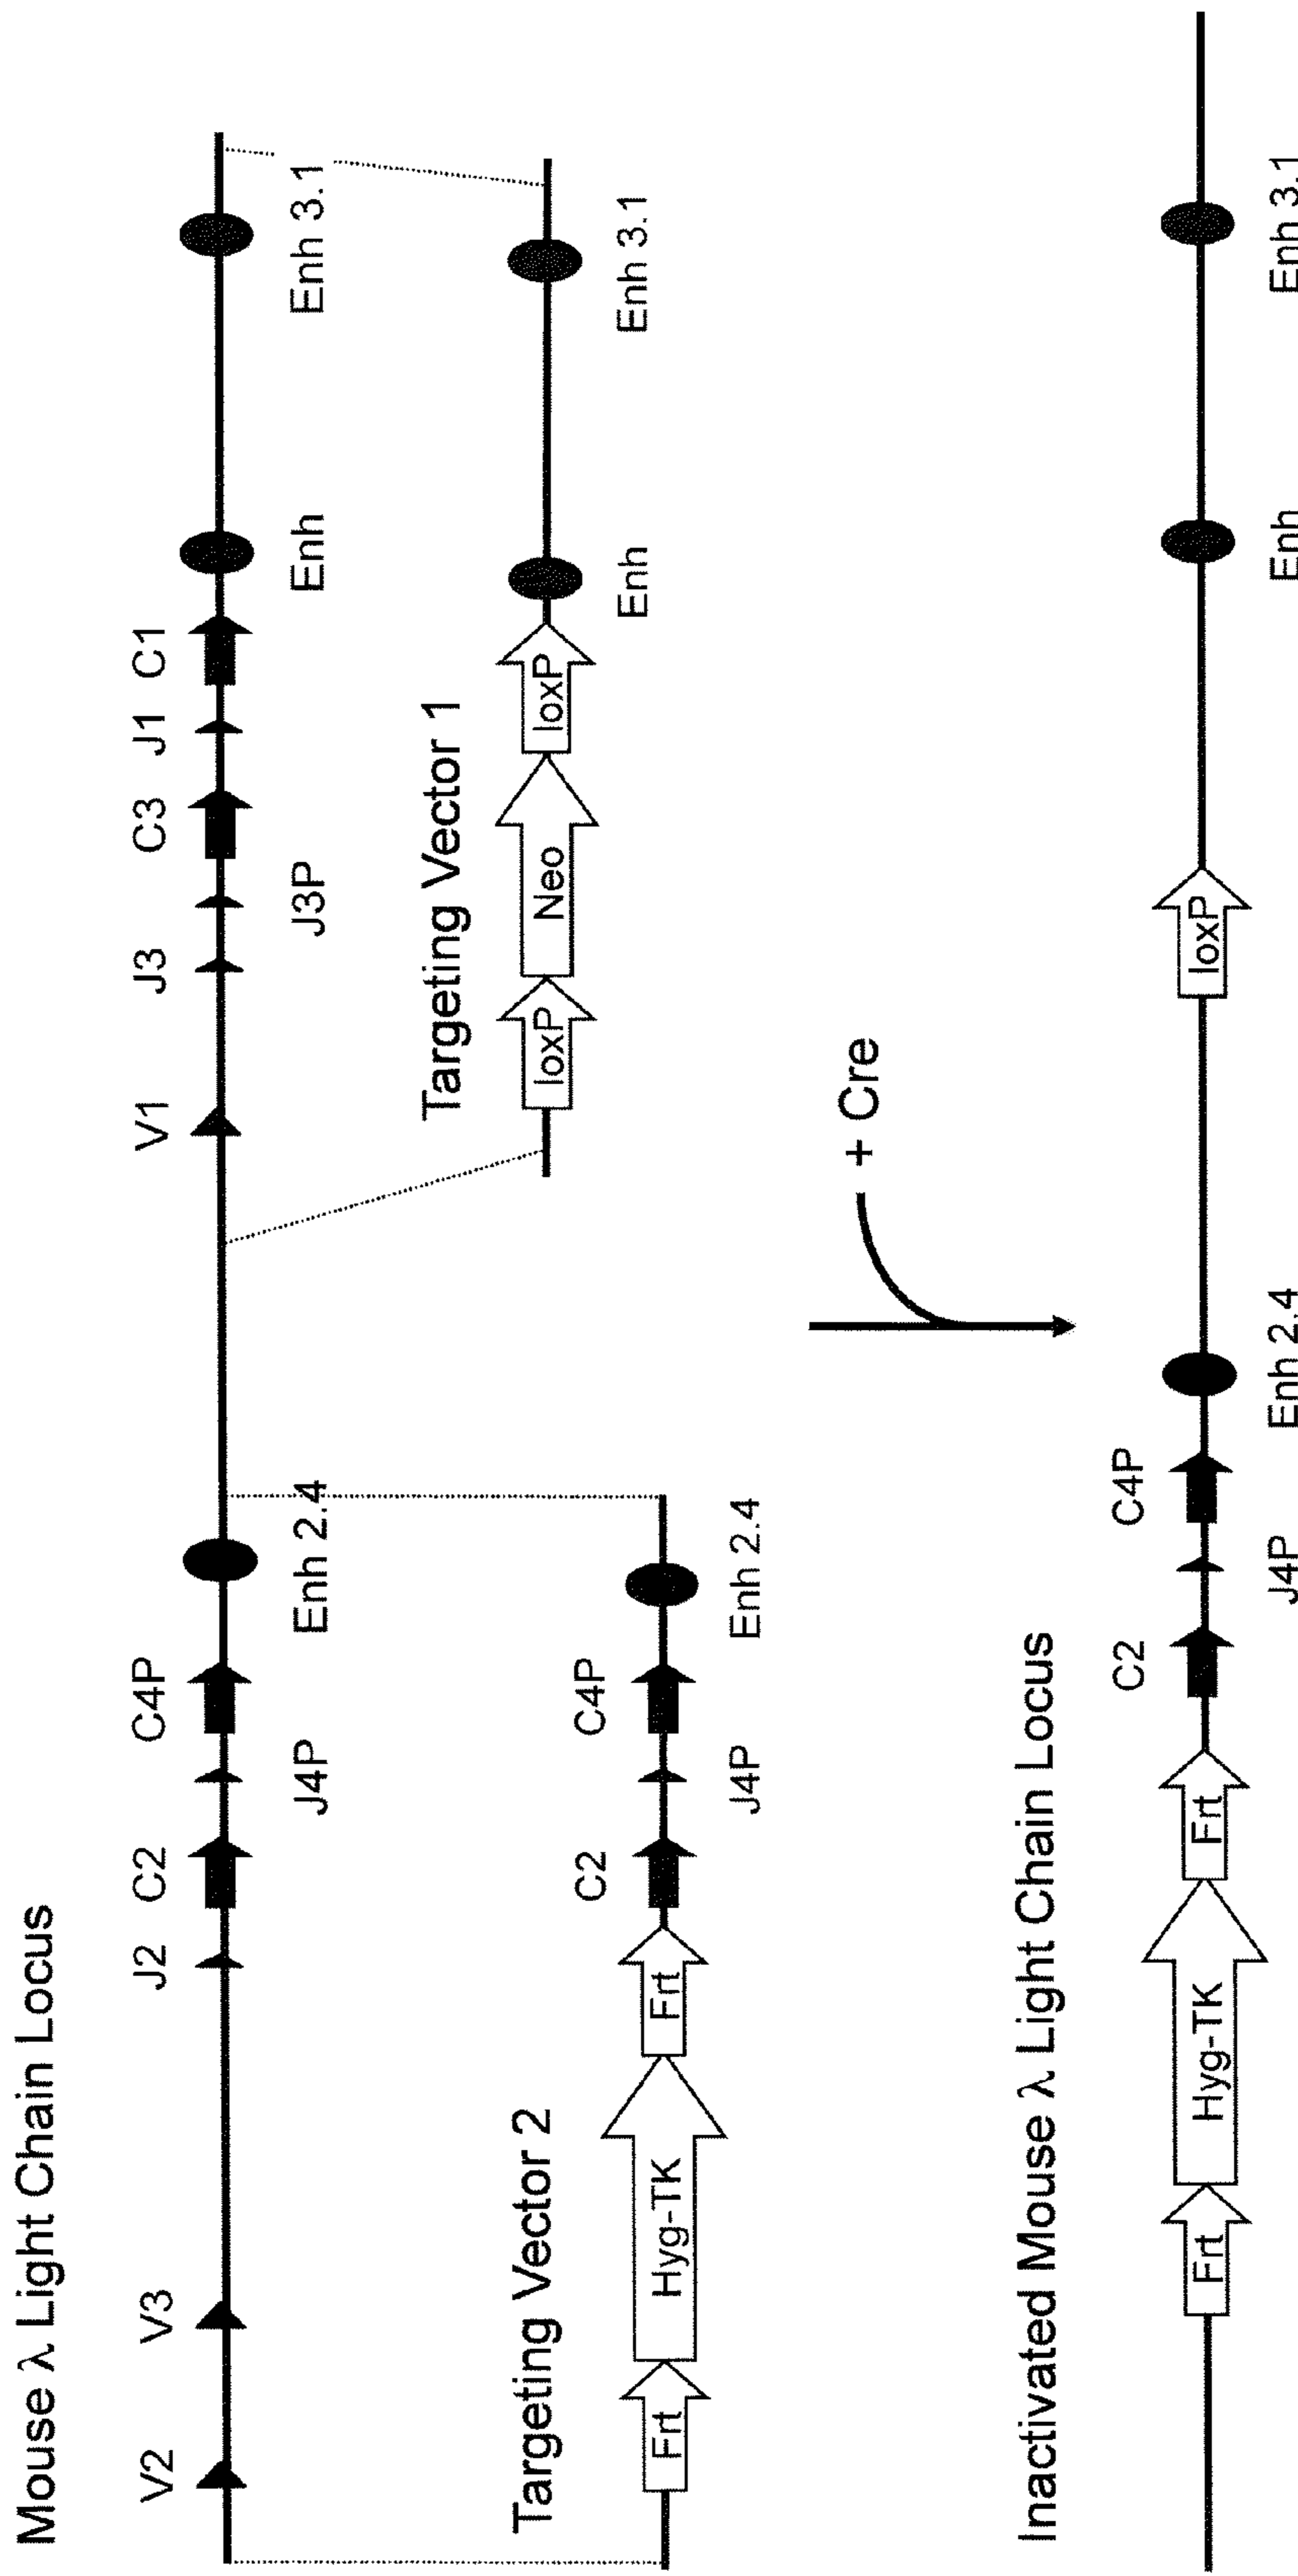 Mouse λ Light Chain Locus
V2 V3 J2 C2 C4P V1 J3 C3 J1 C1
J4P Enh 2.4 J3P Enh Enh 3.1
Targeting Vector 1
loxP Neo loxP
Enh Enh 3.1
Targeting Vector 2
C2 C4P
Frt Hyg-TK Frt
J4P Enh 2.4
+ Cre
Inactivated Mouse λ Light Chain Locus
C2 C4P
Frt Hyg-TK Frt loxP
J4P Enh 2.4 Enh Enh 3.1